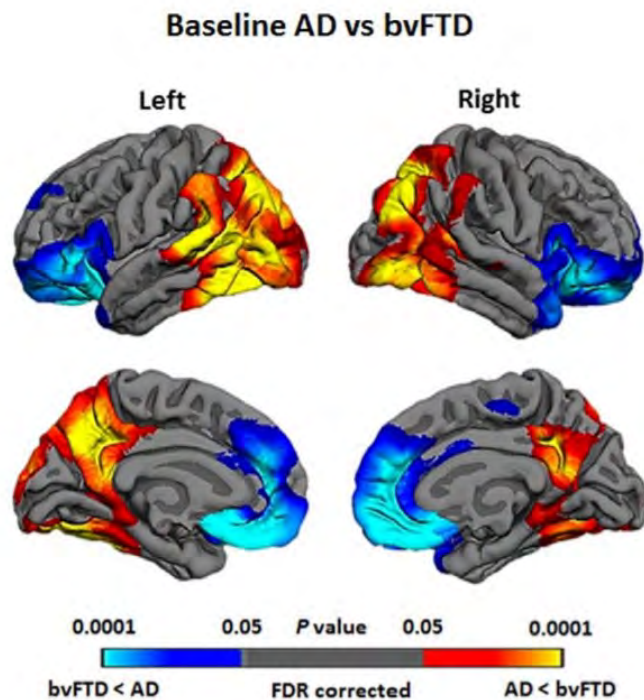 Baseline AD vs bvFTD
Left Right
0.0001 0.05 P value 0.05 0.0001
bvFTD < AD FDR corrected AD < bvFTD